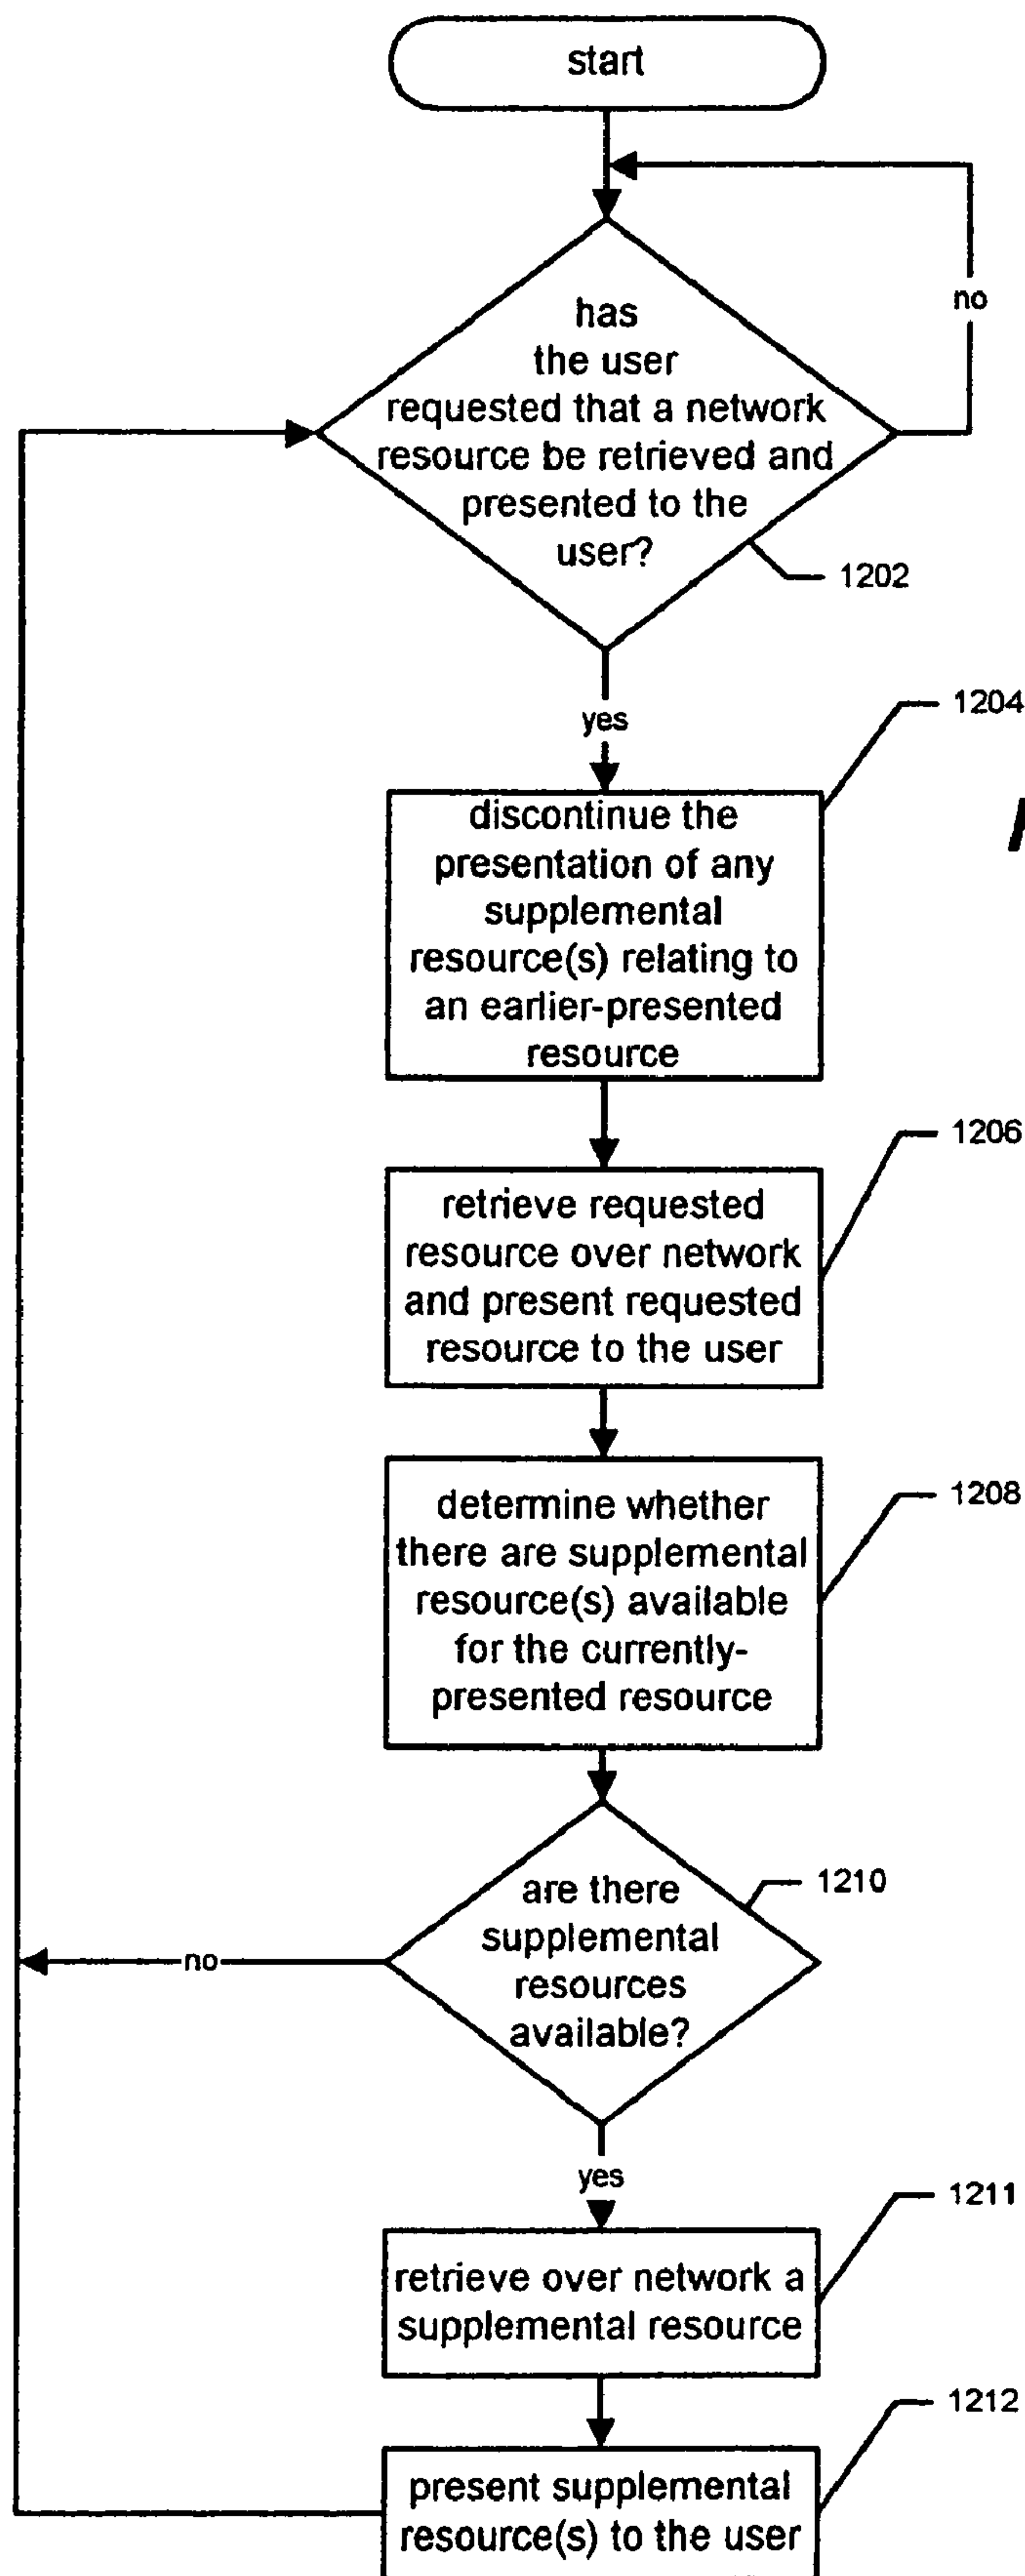 start
no
has
the user
requested that a network
resource be retrieved and
presented to the
user?
1202
yes
1204
discontinue the
presentation of any
supplemental
resource(s) relating to
an earlier-presented
resource
1206
retrieve requested
resource over network
and present requested
resource to the user
1208
determine whether
there are supplemental
resource(s) available
for the currently-
presented resource
1210
are there
supplemental
resources
available?
no
yes
1211
retrieve over network a
supplemental resource
1212
present supplemental
resource(s) to the user